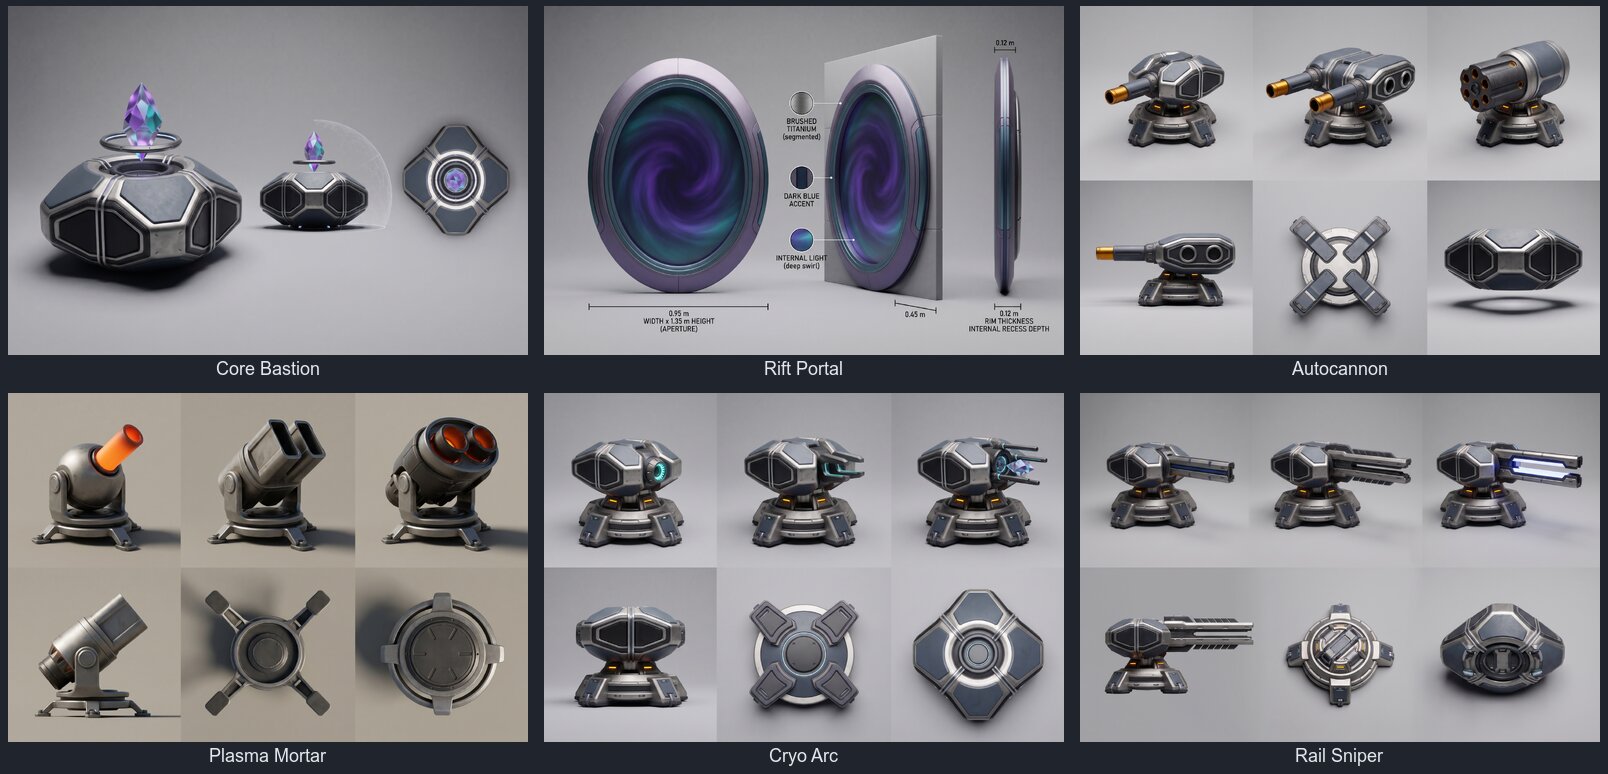 0.12 m
BRUSHED
TITANIUM
(segmented)
DARK BLUE
ACCENT
INTERNAL LIGHT
(deep swirl)
0.95 m
WIDTH x 1.35 m HEIGHT
(APERTURE)
0.45 m
0.12 m
RIM THICKNESS
INTERNAL RECESS DEPTH
Core Bastion
Rift Portal
Autocannon
Plasma Mortar
Cryo Arc
Rail Sniper